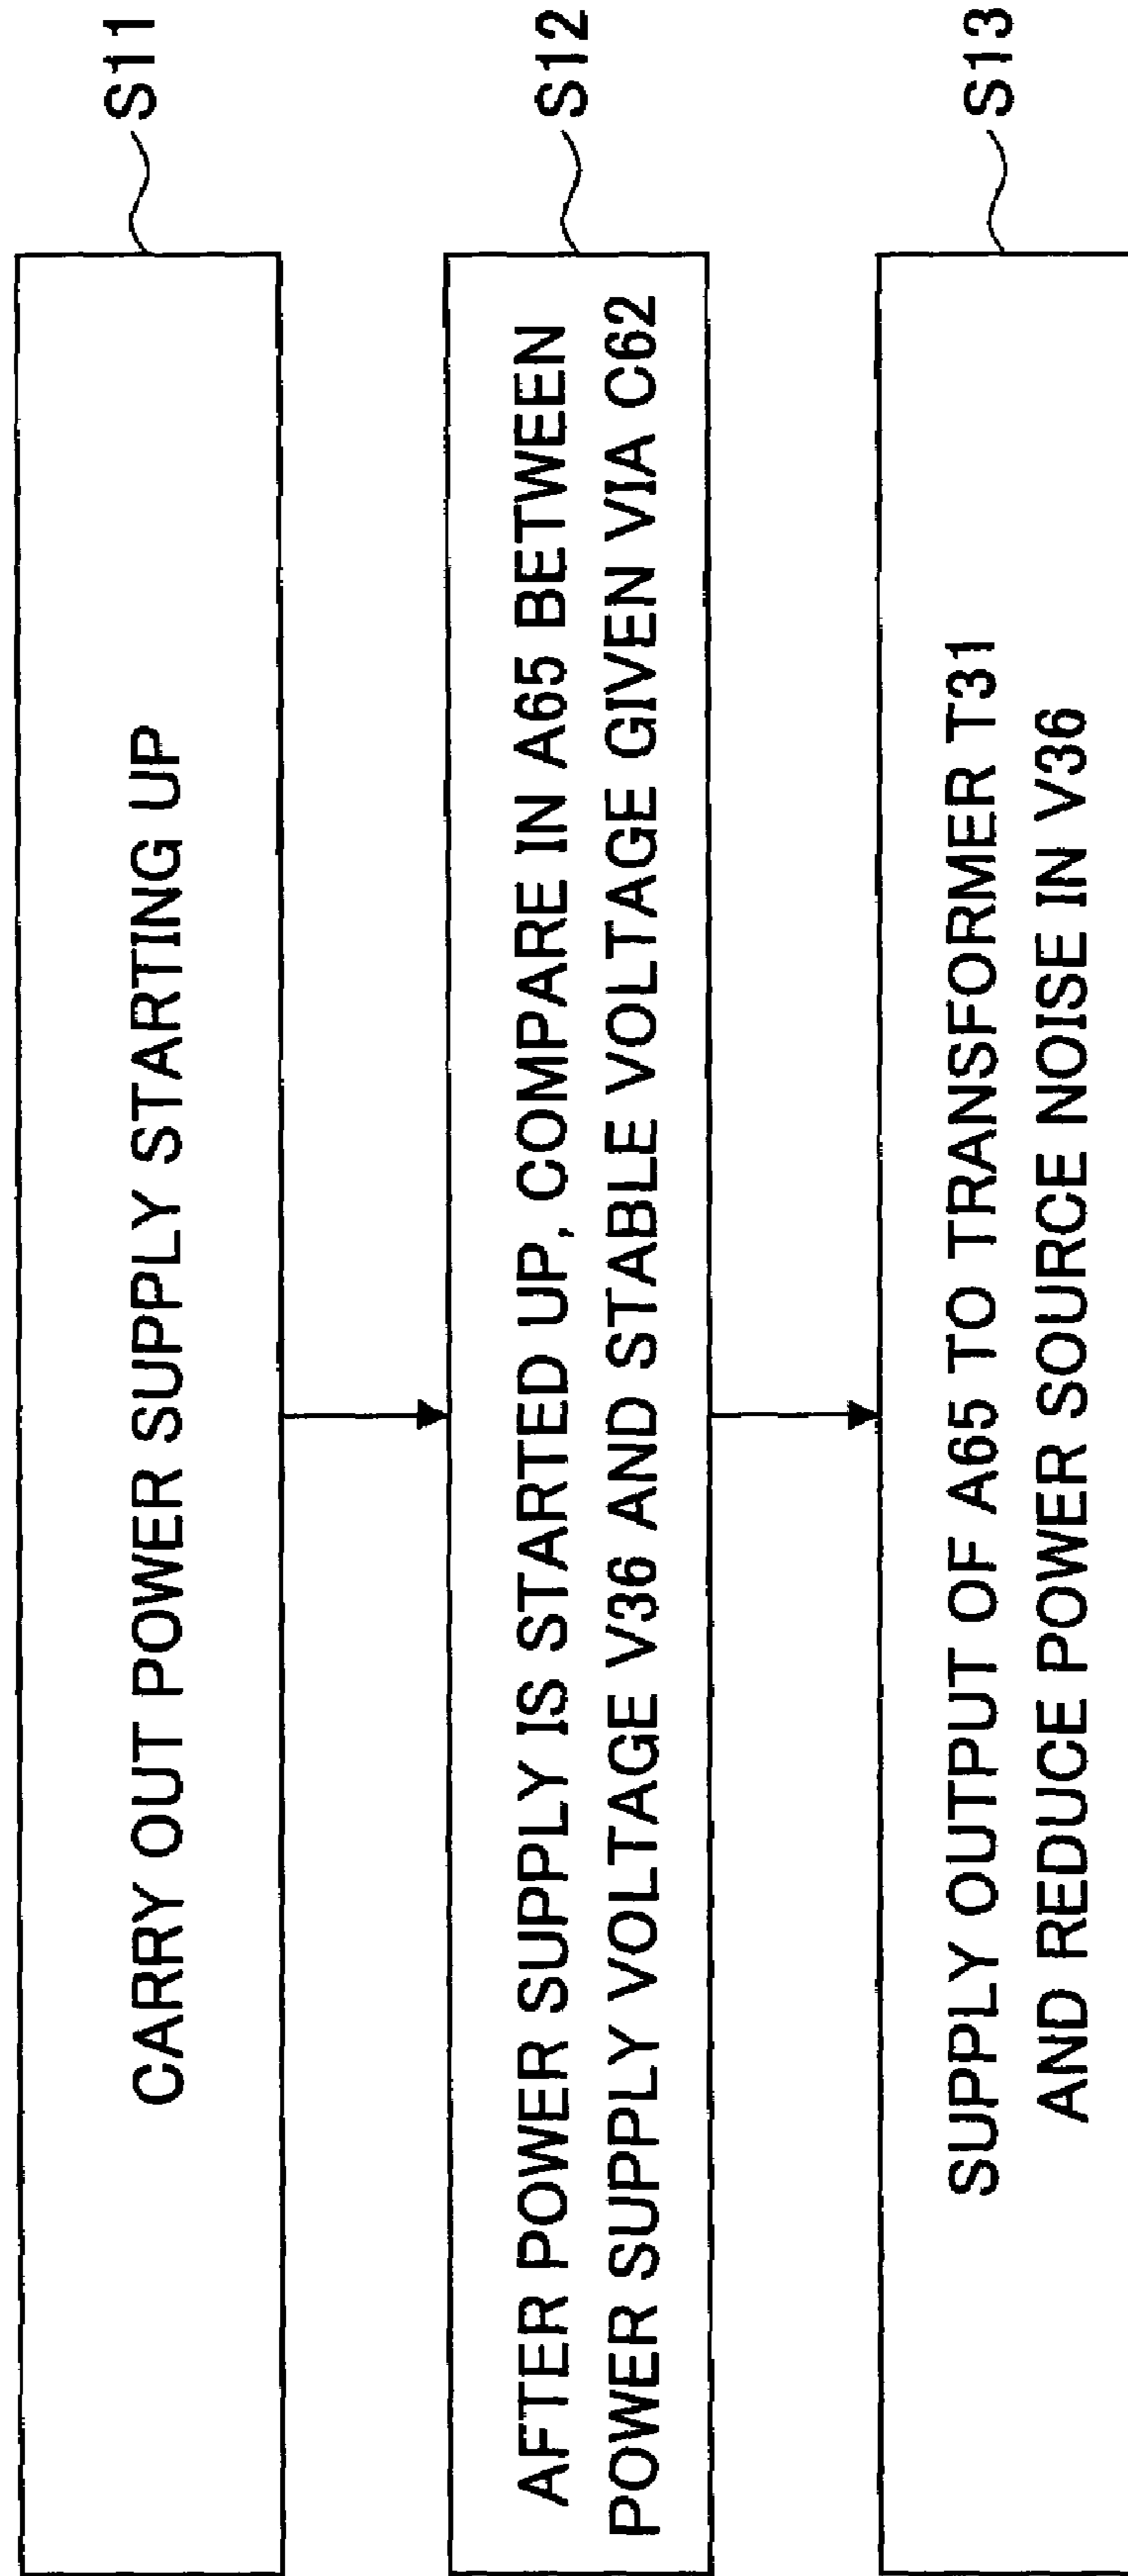 CARRY OUT POWER SUPPLY STARTING UP
S11
AFTER POWER SUPPLY IS STARTED UP, COMPARE IN A65 BETWEEN
POWER SUPPLY VOLTAGE V36 AND STABLE VOLTAGE GIVEN VIA C62
S12
SUPPLY OUTPUT OF A65 TO TRANSFORMER T31
AND REDUCE POWER SOURCE NOISE IN V36
S13